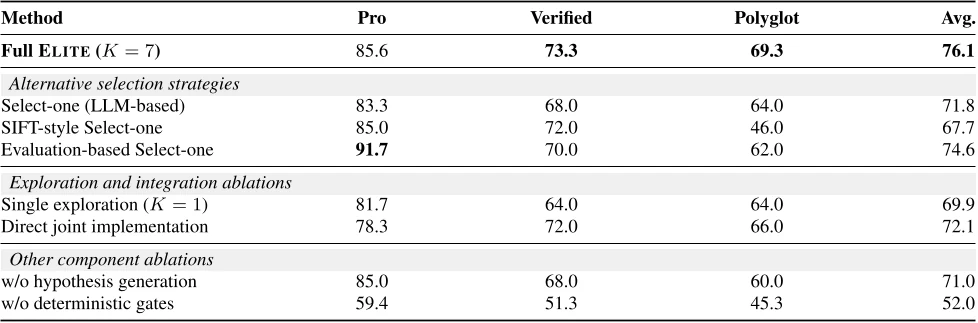 Method Pro Verified Polyglot Avg.
Full ELITE (K = 7) 85.6 73.3 69.3 76.1
Alternative selection strategies
Select-one (LLM-based) 83.3 68.0 64.0 71.8
SIFT-style Select-one 85.0 72.0 46.0 67.7
Evaluation-based Select-one 91.7 70.0 62.0 74.6
Exploration and integration ablations
Single exploration (K = 1) 81.7 64.0 64.0 69.9
Direct joint implementation 78.3 72.0 66.0 72.1
Other component ablations
w/o hypothesis generation 85.0 68.0 60.0 71.0
w/o deterministic gates 59.4 51.3 45.3 52.0